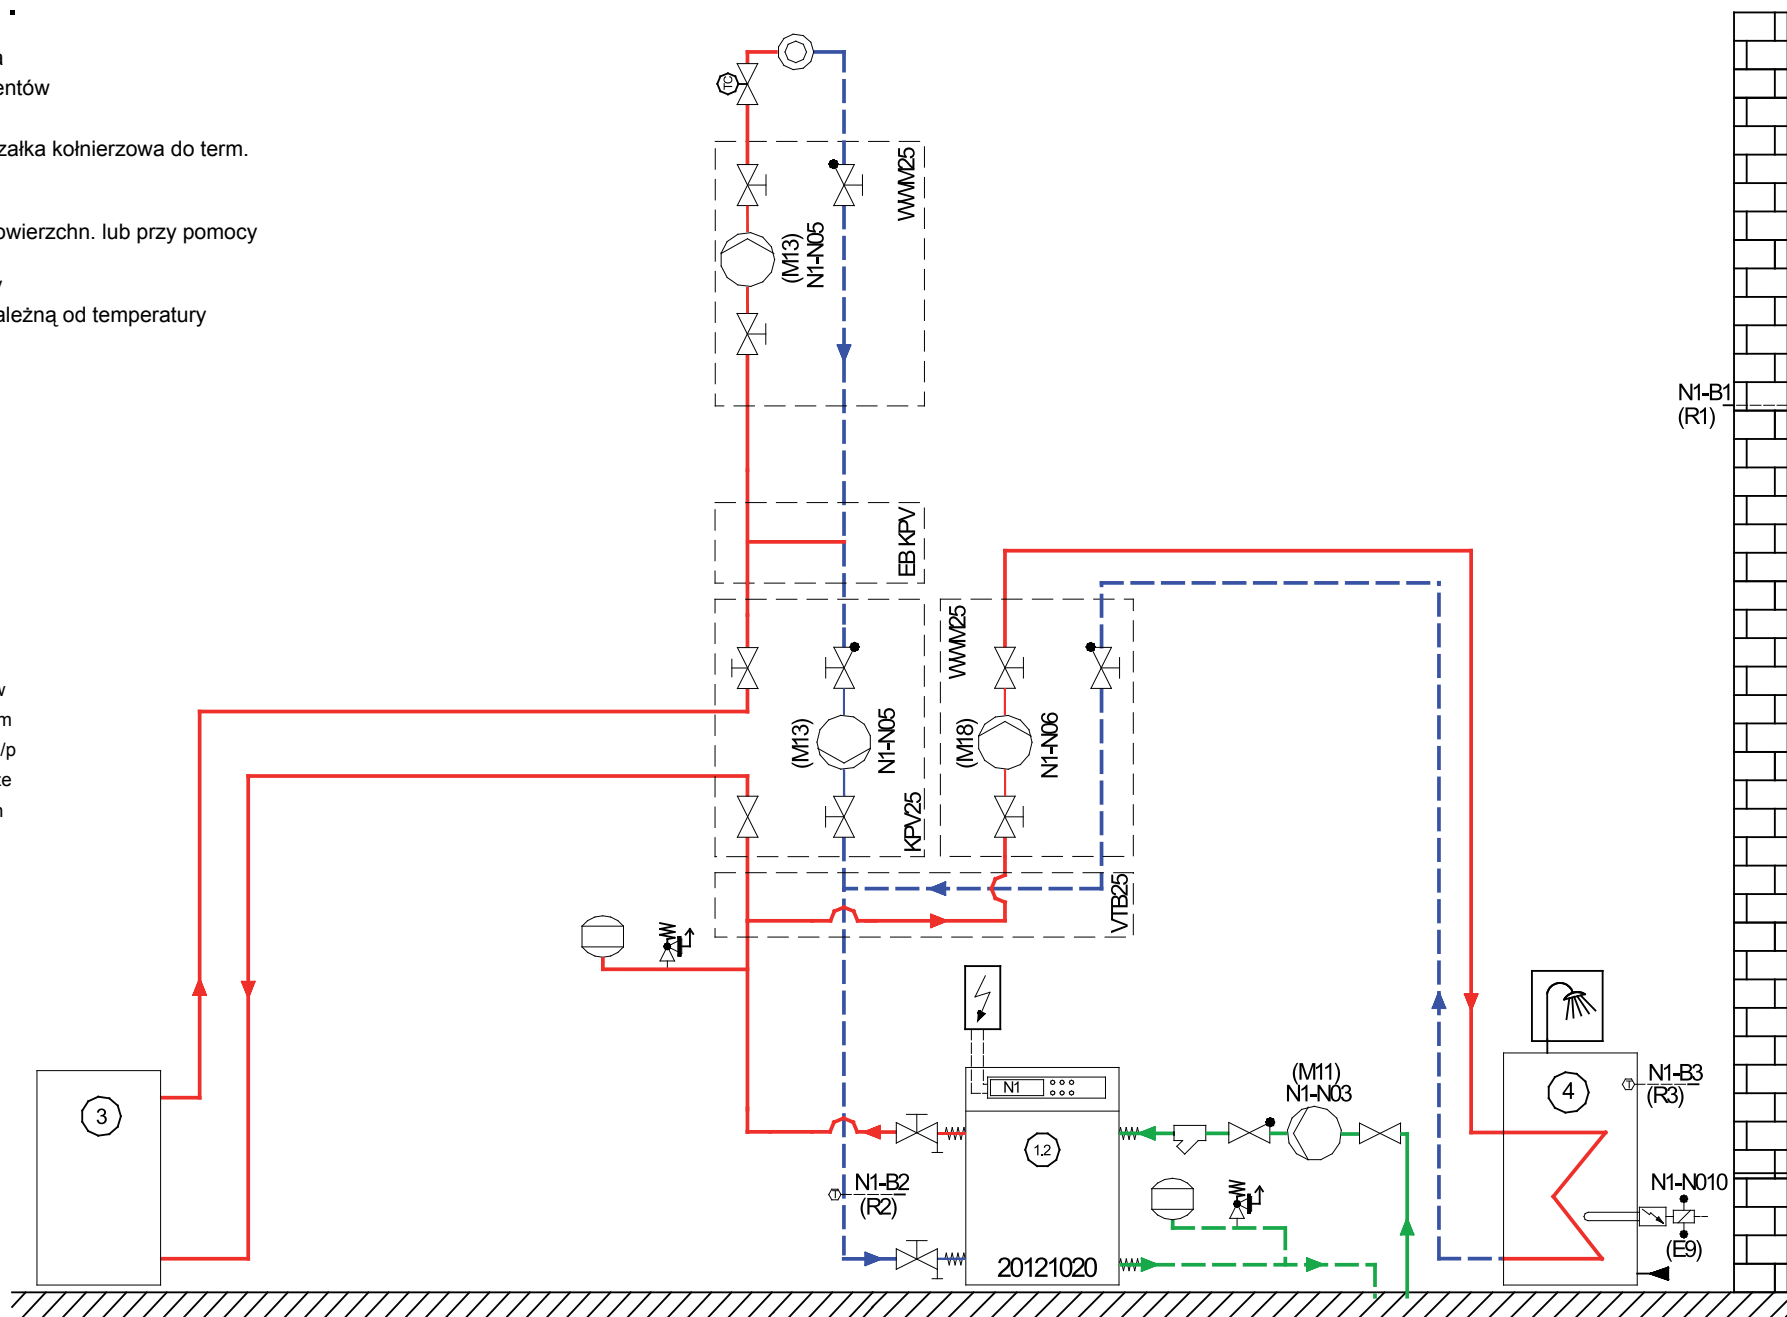 a
entów
załka kołnierzowa do term.
owierzchn. lub przy pomocy
y
ależną od temperatury
w
m
/p
te
n
TC
WWM25
(M13)
N1-N05
N1-B1
(R1)
EB KPV
WWM25
(M13)
N1-N05
(M18)
N1-N06
KPV25
VTB25
N1
3
1.2
(M11)
N1-N03
4
N1-B3
(R3)
T
N1-B2
(R2)
T
N1-N010
(E9)
20121020